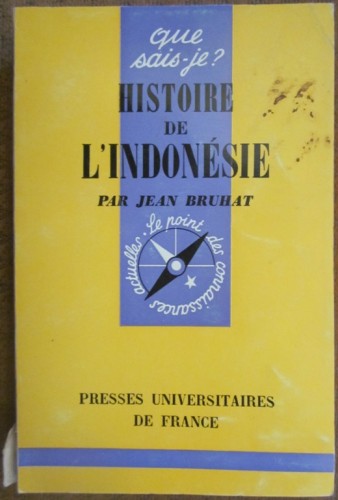 que
sais-je?
HISTOIRE
DE
L'INDONÉSIE
PAR JEAN BRUHAT
Le point des connaissances actuelles.
PRESSES UNIVERSITAIRES
DE FRANCE